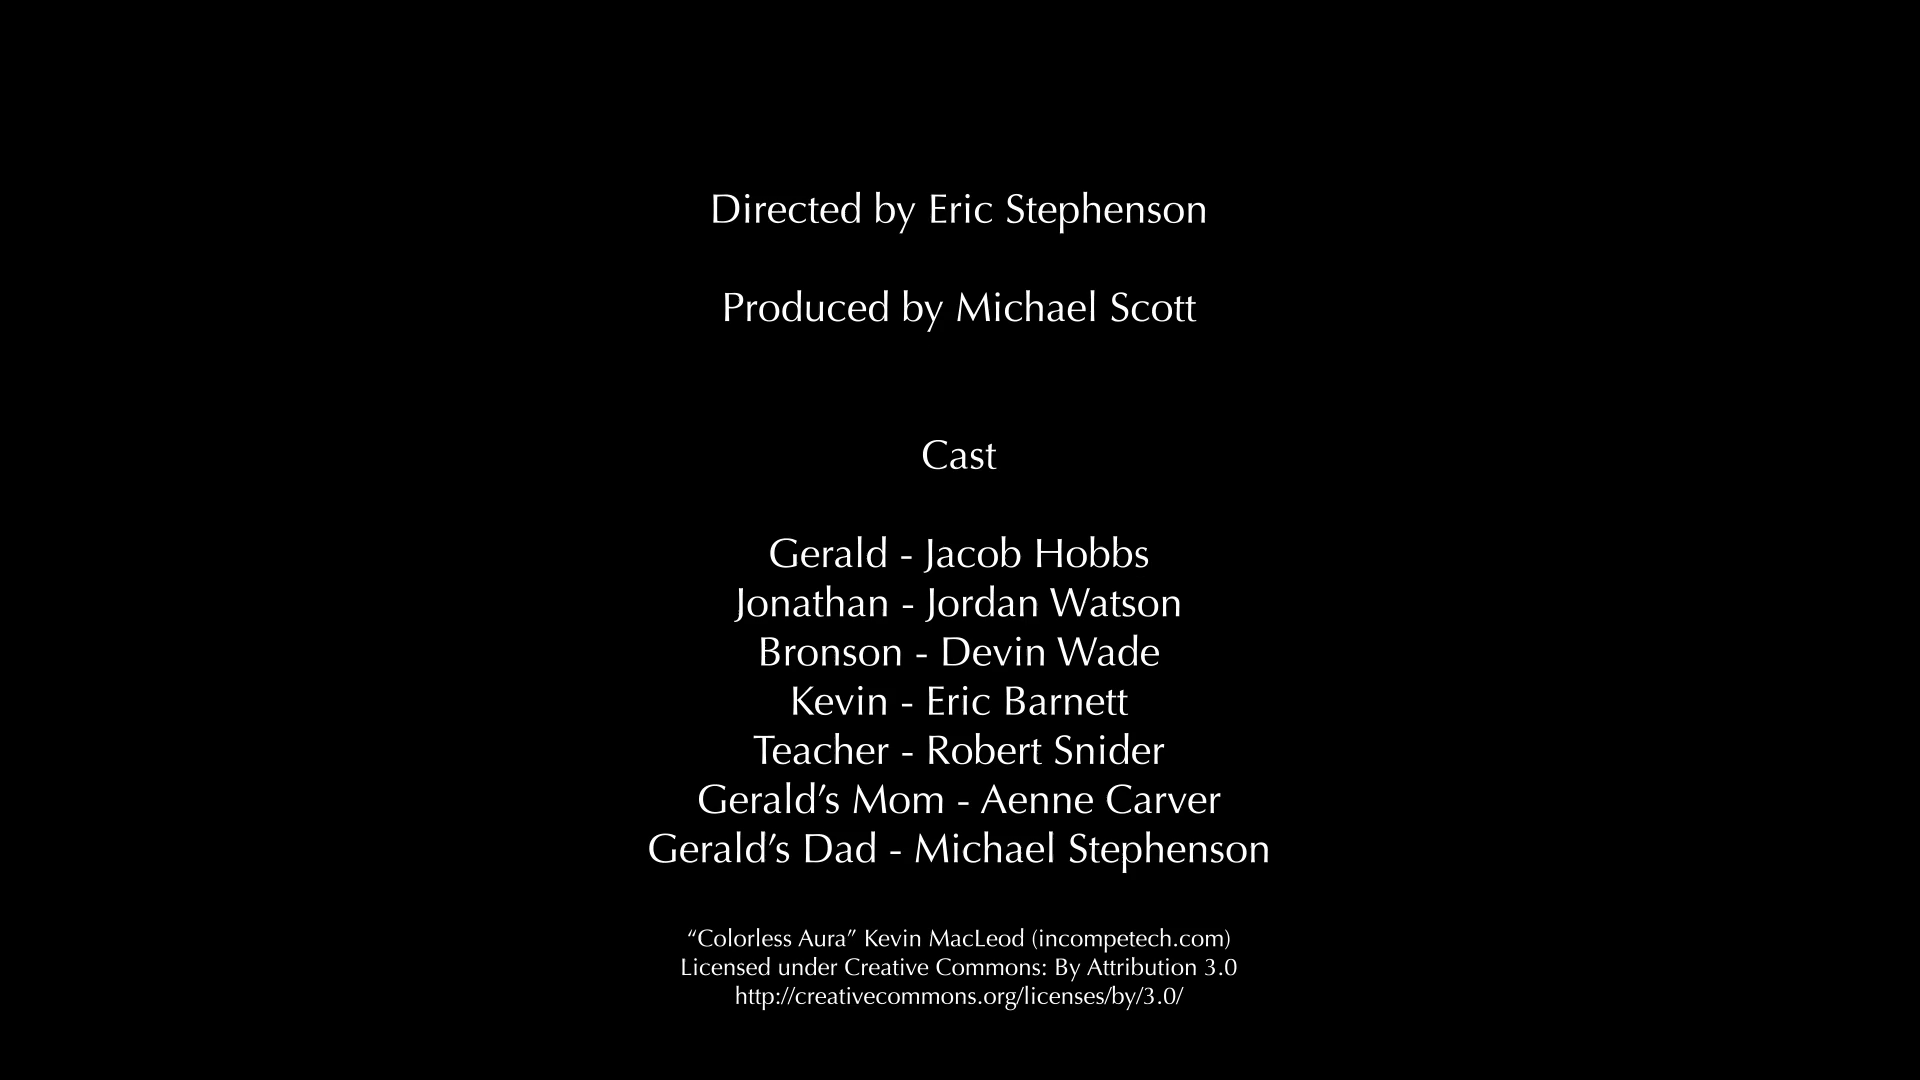 Directed by Eric Stephenson
Produced by Michael Scott
Cast
Gerald - Jacob Hobbs
Jonathan - Jordan Watson
Bronson - Devin Wade
Kevin - Eric Barnett
Teacher - Robert Snider
Gerald’s Mom - Aenne Carver
Gerald’s Dad - Michael Stephenson
“Colorless Aura” Kevin MacLeod (incompetech.com)
Licensed under Creative Commons: By Attribution 3.0
http://creativecommons.org/licenses/by/3.0/